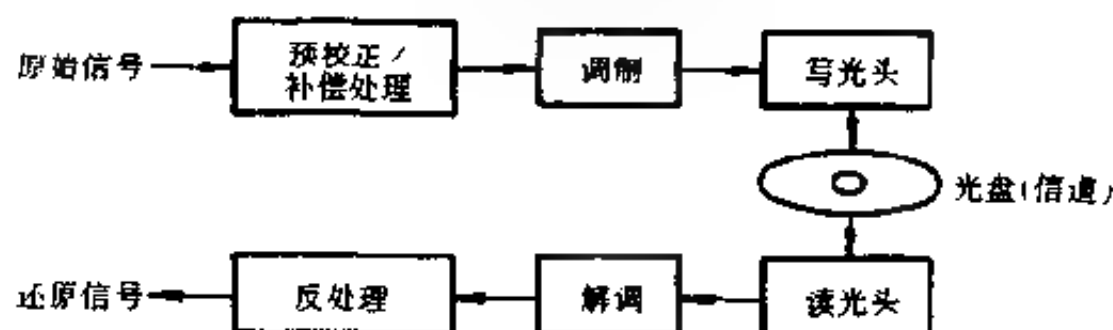 原始信号
预校正/
补偿处理
调制
写光头
光盘(信道)
还原信号
反处理
解调
读光头